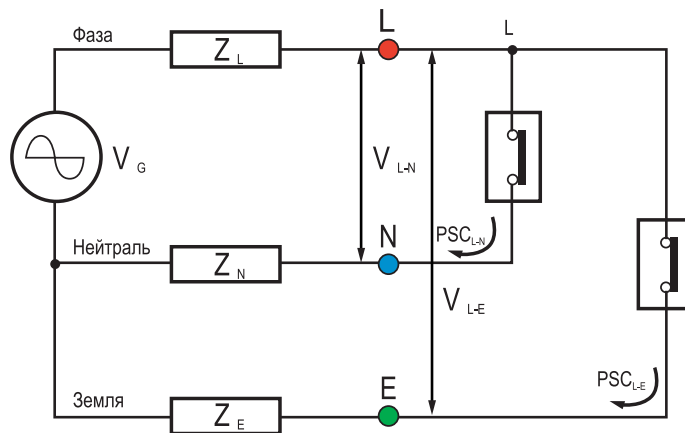 Фаза
Z L
L
L
V G
V L-N
PSC L-N
Нейтраль
Z N
N
V L-E
PSC L-E
Земля
Z E
E